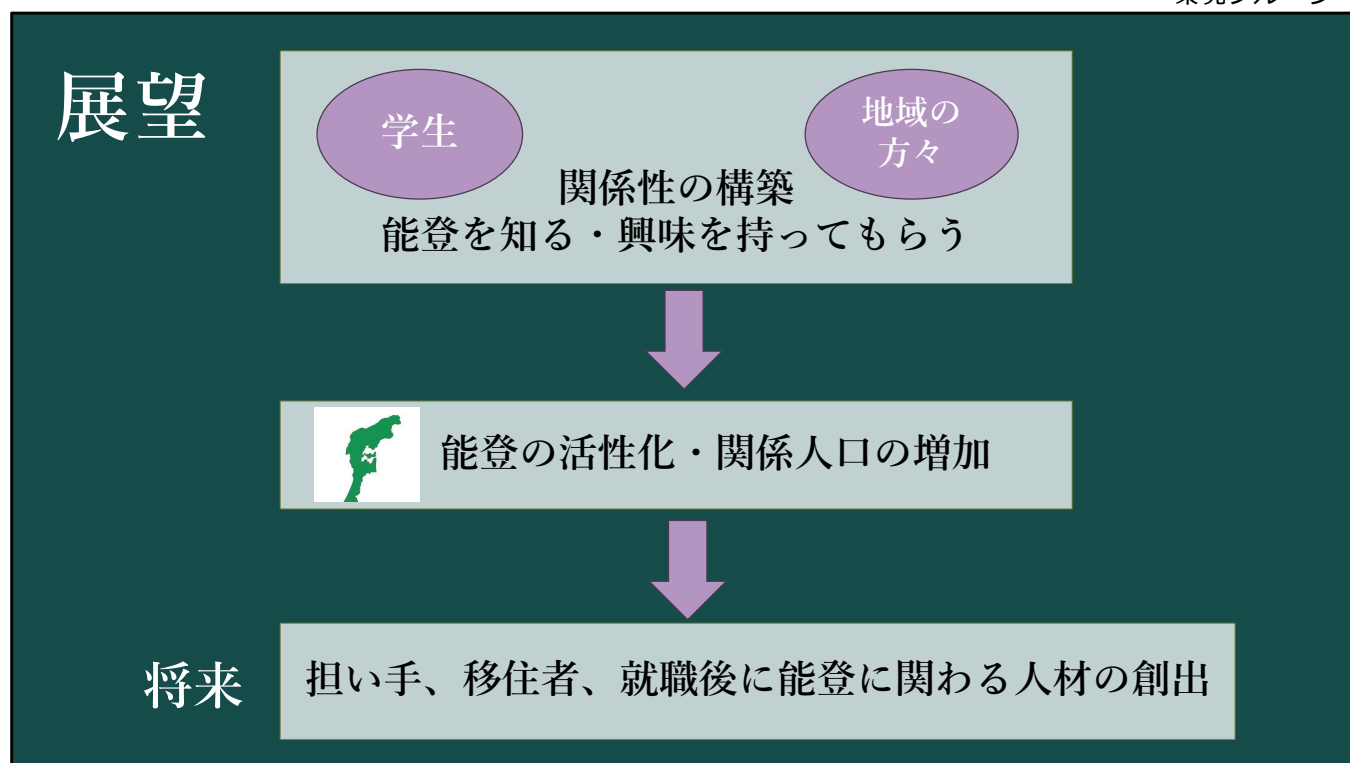 展望
学生
地域の
方々
関係性の構築
能登を知る・興味を持ってもらう
能登の活性化・関係人口の増加
将来
担い手、移住者、就職後に能登に関わる人材の創出